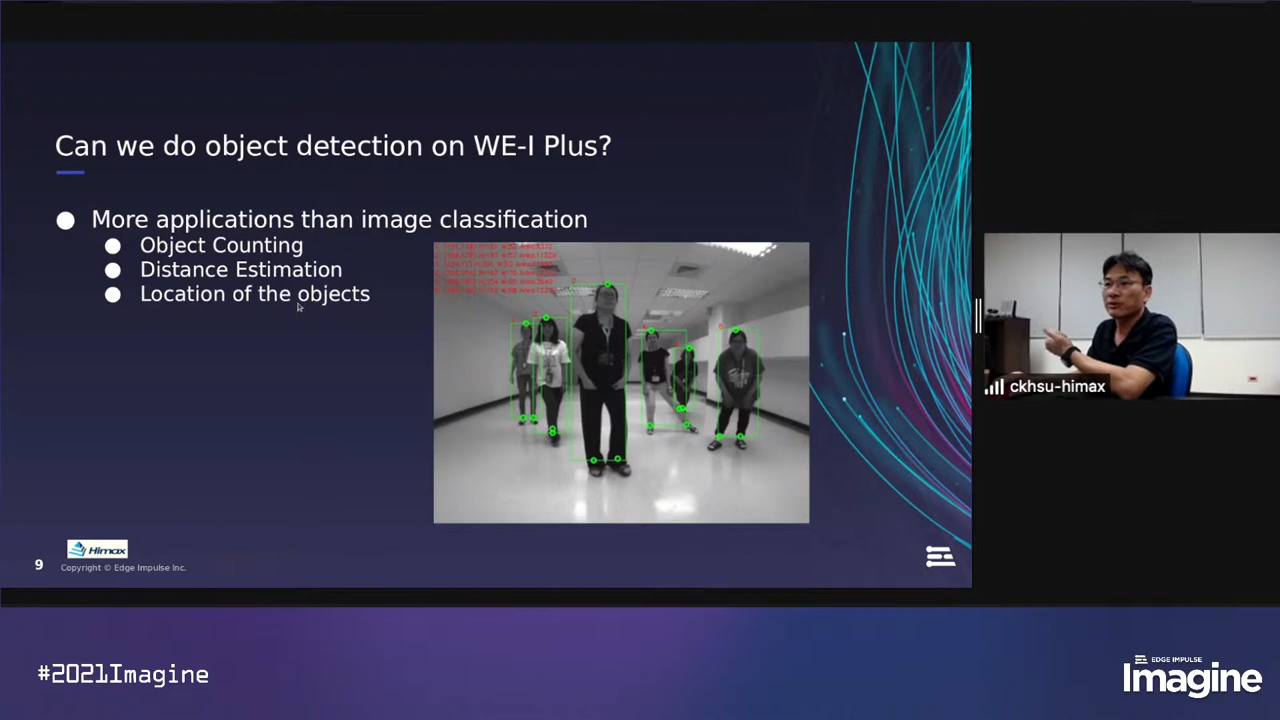 Can we do object detection on WE-I Plus?
More applications than image classification
Object Counting
Distance Estimation
Location of the objects
ckhsu-himax
Himax
9
Copyright © Edge Impulse Inc.
#2021Imagine
EDGE IMPULSE
Imagine